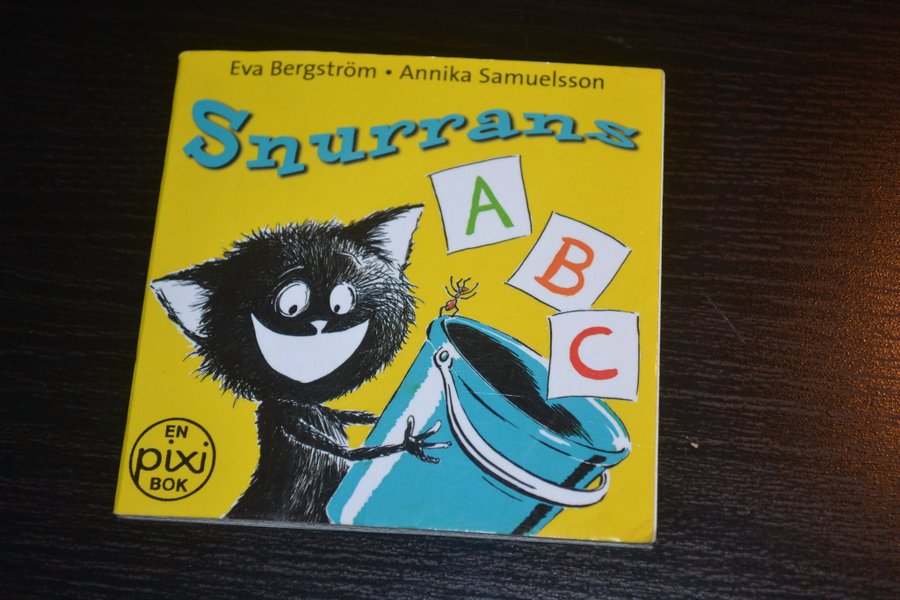 Eva Bergström • Annika Samuelsson
Snurrans
A
B
C
EN
pixi
BOK